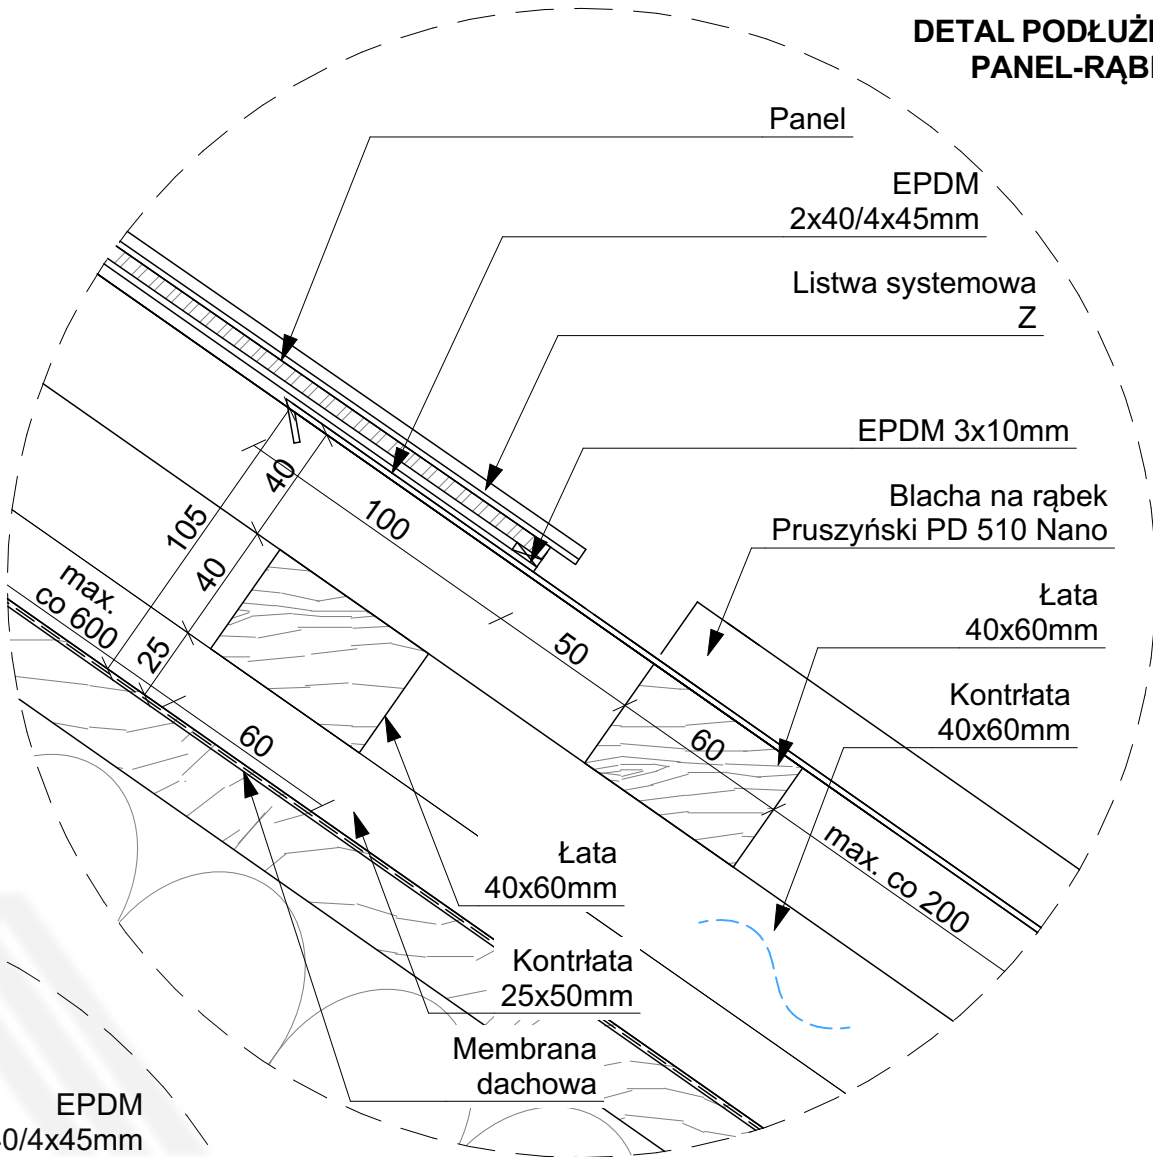 DETAL PODŁUŻ
PANEL-RĄB
Panel
EPDM
2x40/4x45mm
Listwa systemowa
Z
EPDM 3x10mm
Blacha na rąbek
Pruszyński PD 510 Nano
Łata
40x60mm
Kontrłata
40x60mm
105
40
40
25
100
50
60
max. co 200
max.
co 600
60
Łata
40x60mm
Kontrłata
25x50mm
Membrana
dachowa
EPDM
0/4x45mm